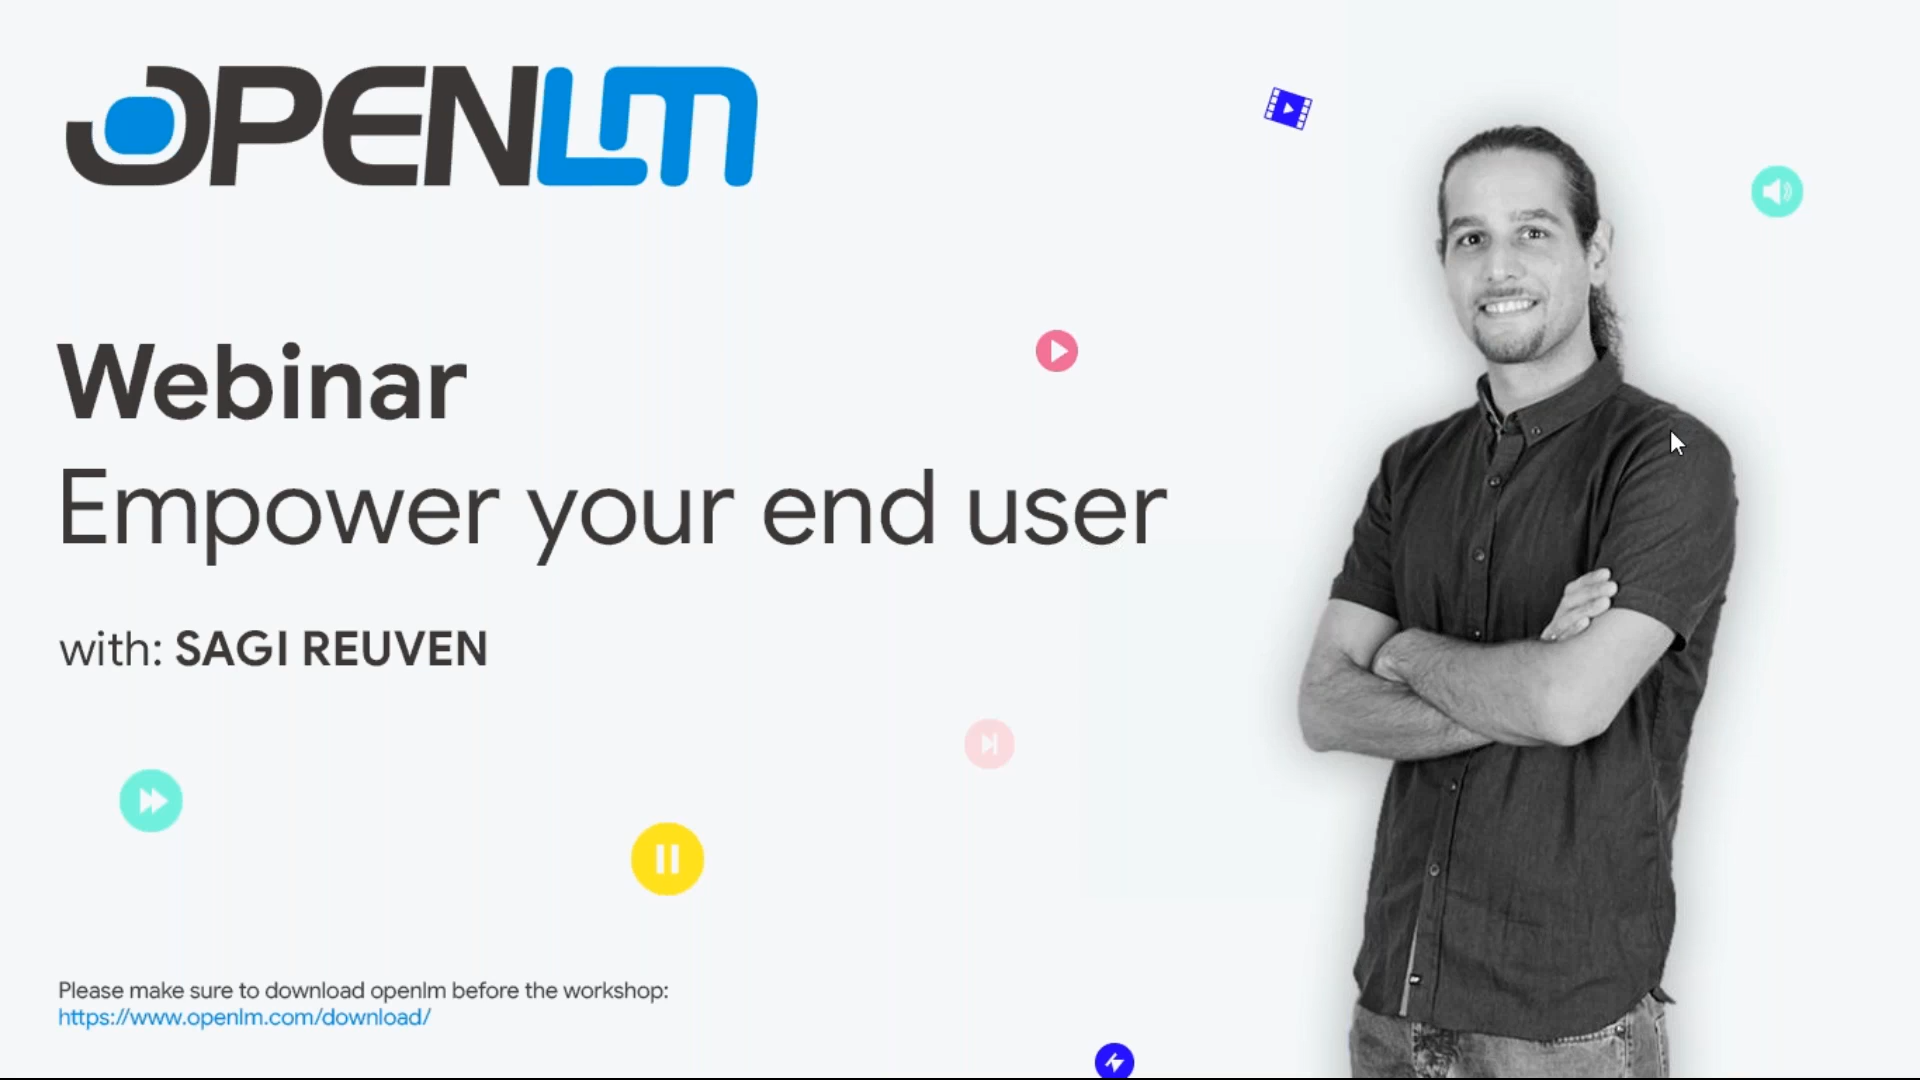 OPENLM
Webinar
Empower your end user
with: SAGI REUVEN
Please make sure to download openlm before the workshop:
https://www.openlm.com/download/